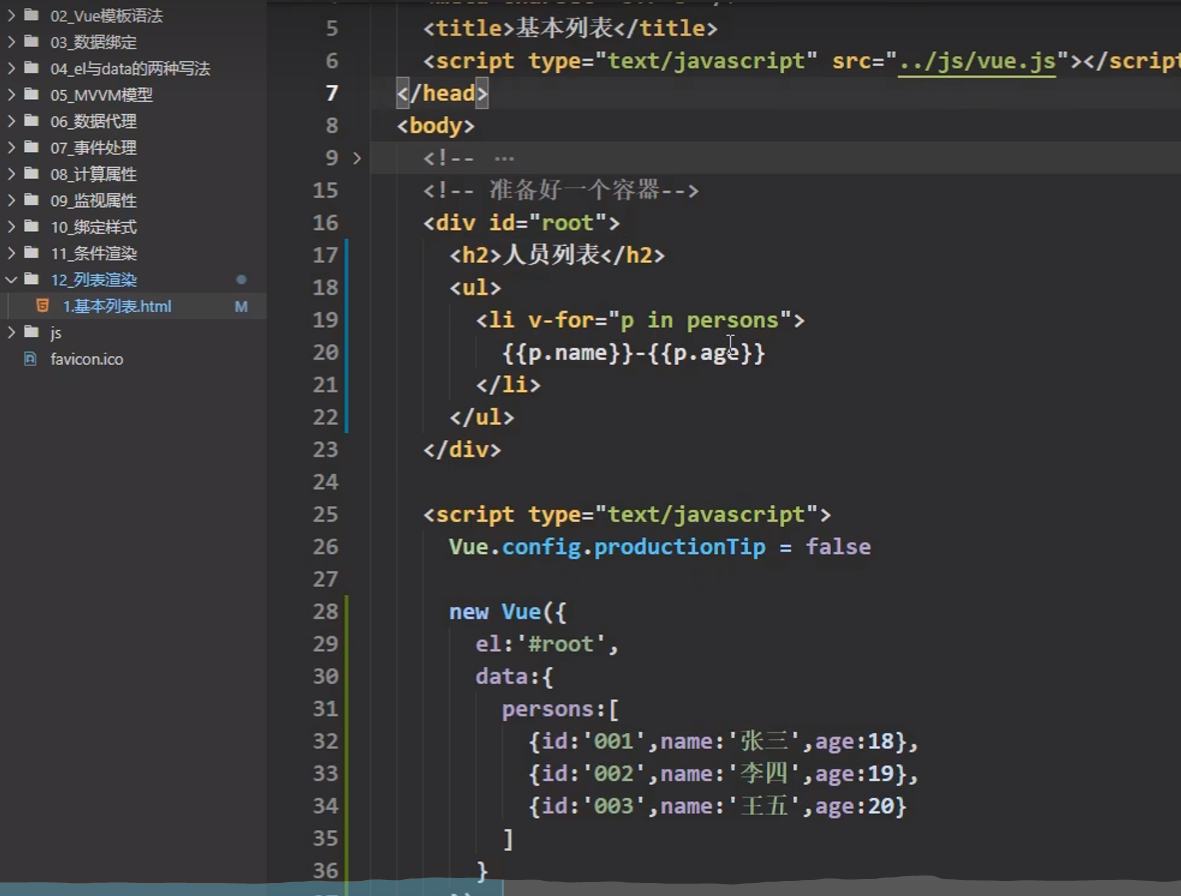 02_Vue模板语法
03_数据绑定
04_el与data的两种写法
05_MVVM模型
06_数据代理
07_事件处理
08_计算属性
09_监视属性
10_绑定样式
11_条件渲染
12_列表渲染
1.基本列表.html M
js
favicon.ico
5 <title>基本列表</title>
6 <script type="text/javascript" src="../js/vue.js"></script
7 </head>
8 <body>
9 <!-- …
15 <!-- 准备好一个容器-->
16 <div id="root">
17 <h2>人员列表</h2>
18 <ul>
19 <li v-for="p in persons">
20 {{p.name}}-{{p.age}}
21 </li>
22 </ul>
23 </div>
24
25 <script type="text/javascript">
26 Vue.config.productionTip = false
27
28 new Vue({
29 el:'#root',
30 data:{
31 persons:[
32 {id:'001',name:'张三',age:18},
33 {id:'002',name:'李四',age:19},
34 {id:'003',name:'王五',age:20}
35 ]
36 }